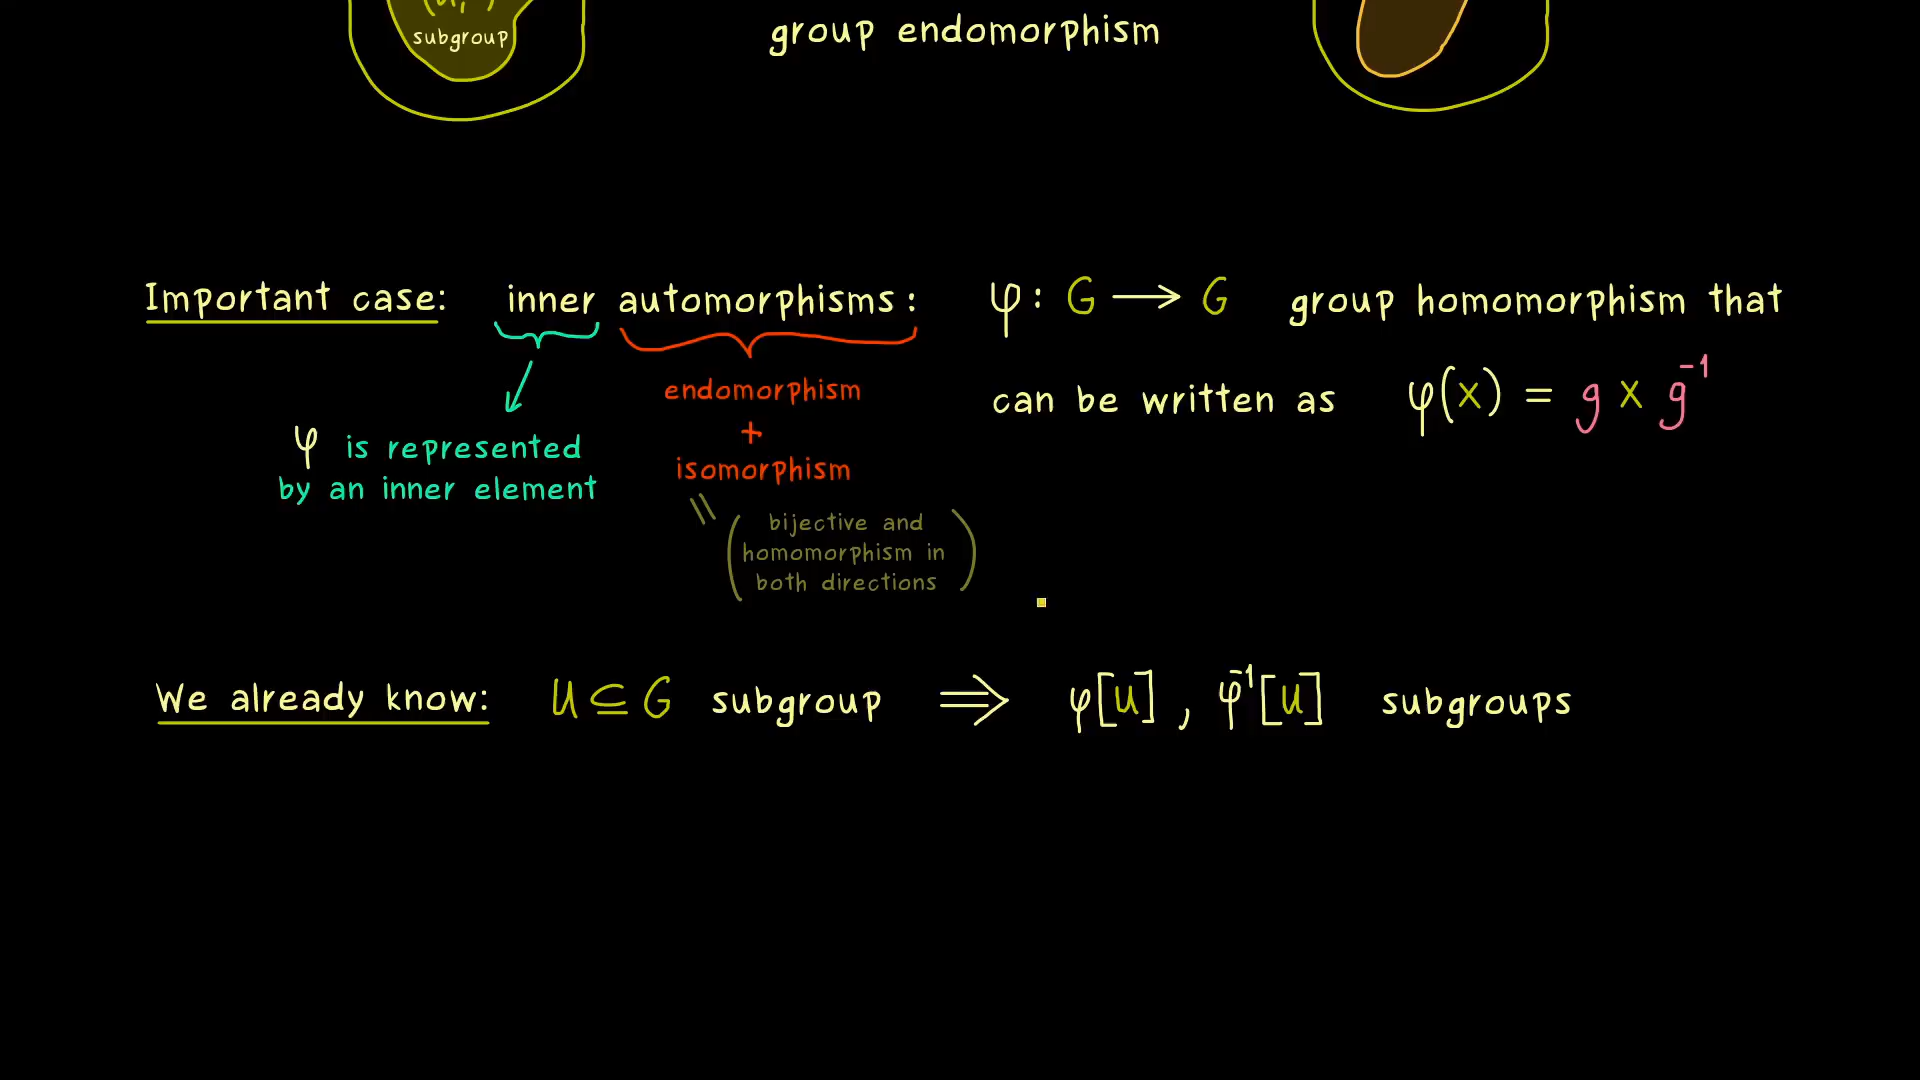 subgroup
group endomorphism
Important case: inner automorphisms: φ: G ⟶ G group homomorphism that
can be written as φ(x) = g x g⁻¹
endomorphism
+
isomorphism
φ is represented
by an inner element
= ( bijective and
homomorphism in
both directions )
We already know: U ⊆ G subgroup ⟹ φ[U] , φ⁻¹[U] subgroups